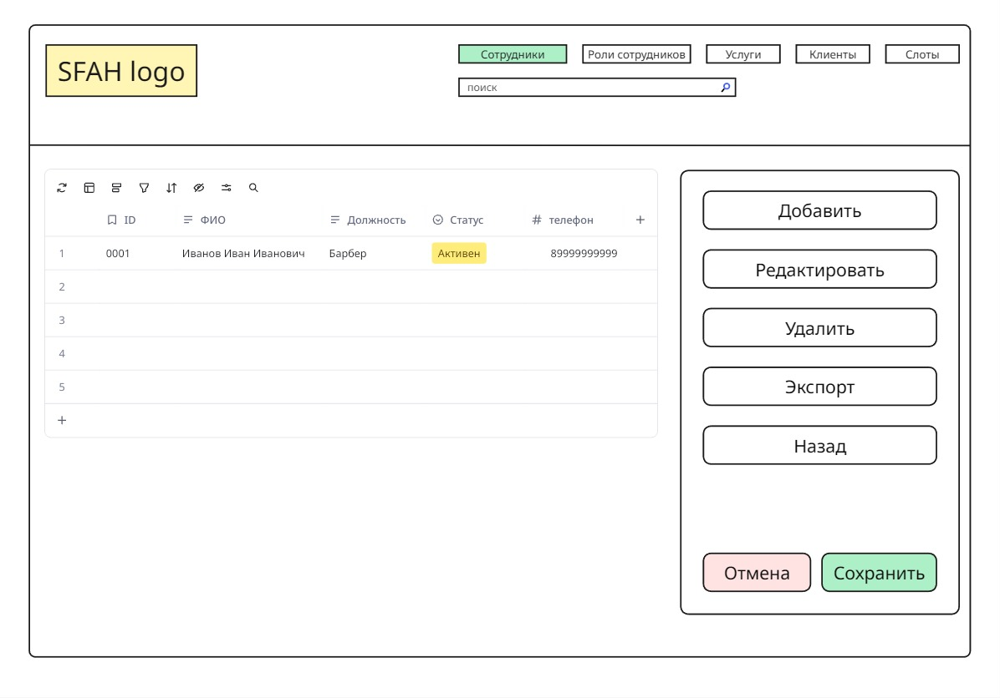 SFAH logo
Сотрудники
Роли сотрудников
Услуги
Клиенты
Слоты
поиск
ID ФИО Должность Статус # телефон +
1 0001 Иванов Иван Иванович Барбер Активен 89999999999
2
3
4
5
+
Добавить
Редактировать
Удалить
Экспорт
Назад
Отмена
Сохранить